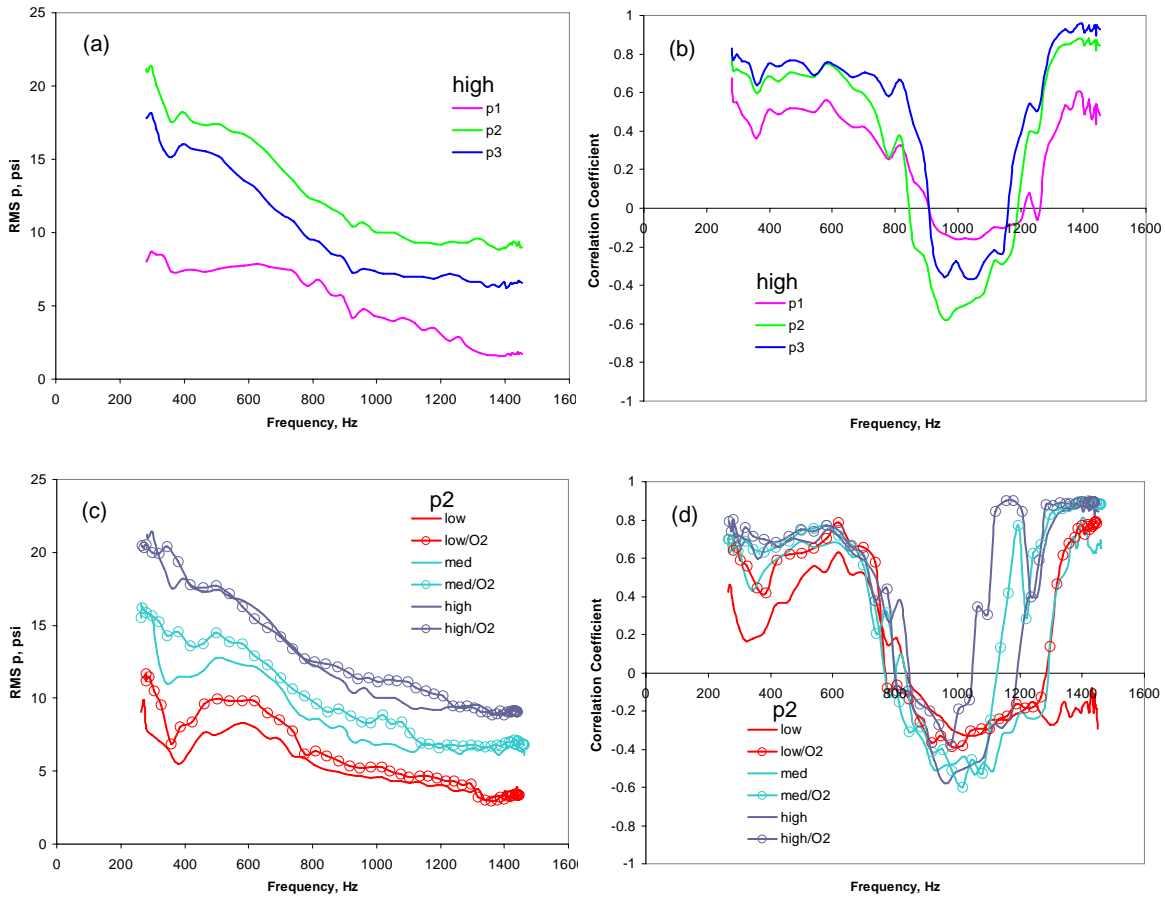 (a)
high
p1
p2
p3
RMS p, psi
25
20
15
10
5
0
0
200
400
600
800
1000
1200
1400
160
Frequency, Hz
(b)
high
p1
p2
p3
Correlation Coefficient
1
0.8
0.6
0.4
0.2
0
-0.2
-0.4
-0.6
-0.8
-1
0
200
400
600
800
1000
1200
1400
1600
Frequency, Hz
(c)
p2
low
low/O2
med
med/O2
high
high/O2
RMS p, psi
25
20
15
10
5
0
0
200
400
600
800
1000
1200
1400
160
Frequency, Hz
(d)
p2
low
low/O2
med
med/O2
high
high/O2
Correlation Coefficient
1
0.8
0.6
0.4
0.2
0
-0.2
-0.4
-0.6
-0.8
-1
0
200
400
600
800
1000
1200
1400
1600
Frequency, Hz